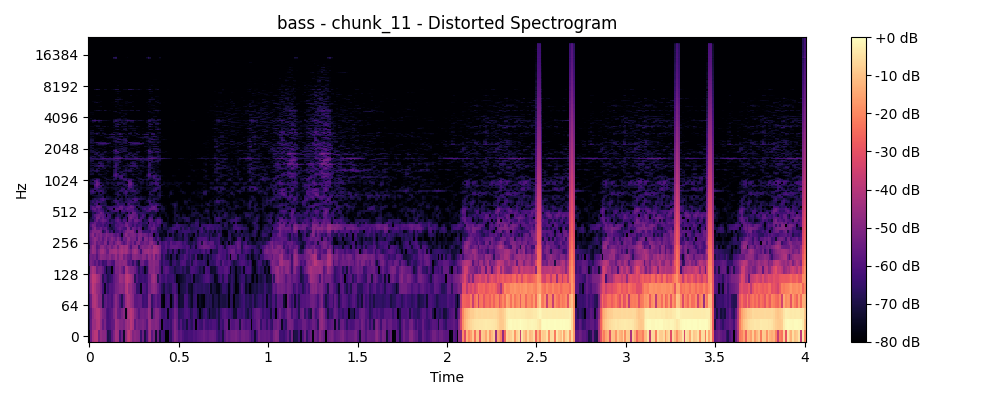 bass - chunk_11 - Distorted Spectrogram
Hz
16384
8192
4096
2048
1024
512
256
128
64
0
0 0.5 1 1.5 2 2.5 3 3.5 4
Time
+0 dB
-10 dB
-20 dB
-30 dB
-40 dB
-50 dB
-60 dB
-70 dB
-80 dB